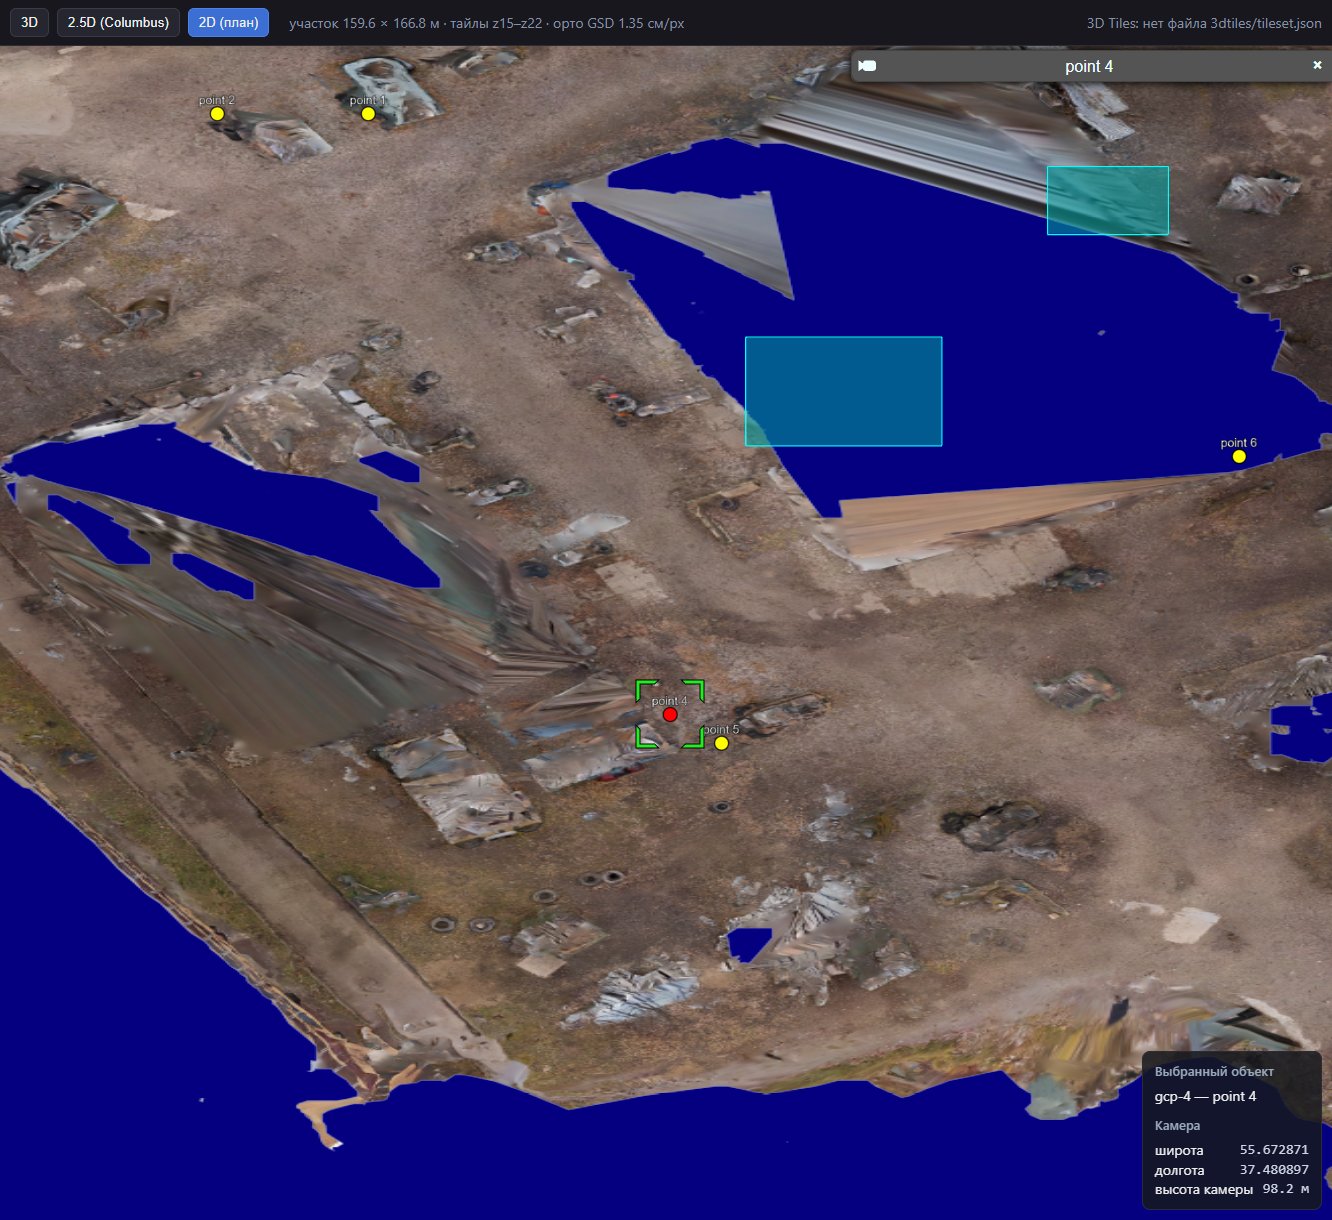 3D 2.5D (Columbus) 2D (план) участок 159.6 × 166.8 м · тайлы z15–z22 · орто GSD 1.35 см/px 3D Tiles: нет файла 3dtiles/tileset.json
point 4
point 2
point 1
point 6
point 4
point 5
Выбранный объект
gcp-4 — point 4
Камера
широта 55.672871
долгота 37.480897
высота камеры 98.2 м